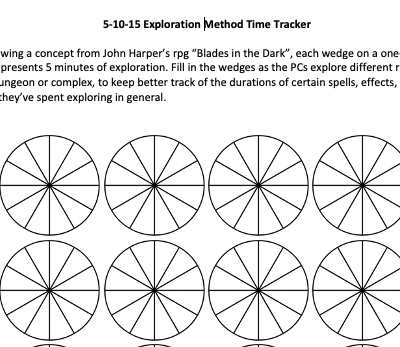 5-10-15 Exploration Method Time Tracker
wing a concept from John Harper's rpg “Blades in the Dark”, each wedge on a one-
presents 5 minutes of exploration. Fill in the wedges as the PCs explore different r
ungeon or complex, to keep better track of the durations of certain spells, effects,
they've spent exploring in general.